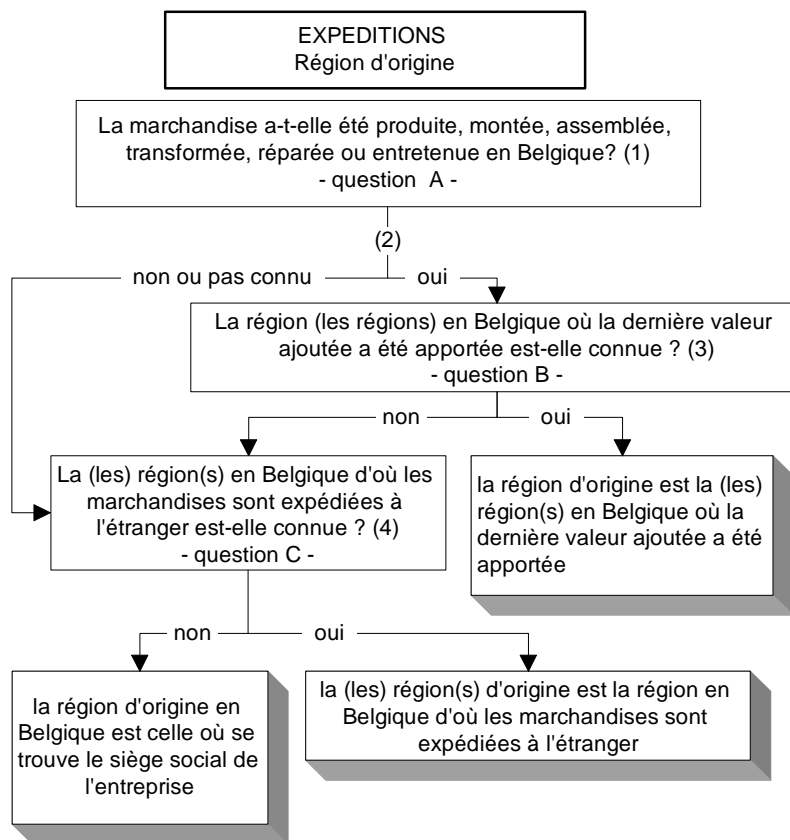 EXPEDITIONS
Région d'origine
La marchandise a-t-elle été produite, montée, assemblée,
transformée, réparée ou entretenue en Belgique? (1)
- question A -
(2)
non ou pas connu
oui
La région (les régions) en Belgique où la dernière valeur
ajoutée a été apportée est-elle connue ? (3)
- question B -
non
oui
La (les) région(s) en Belgique d'où les
marchandises sont expédiées à
l'étranger est-elle connue ? (4)
- question C -
la région d'origine est la (les)
région(s) en Belgique où la
dernière valeur ajoutée a été
apportée
non
oui
la région d'origine en
Belgique est celle où se
trouve le siège social de
l'entreprise
la (les) région(s) d'origine est la région en
Belgique d'où les marchandises sont
expédiées à l'étranger